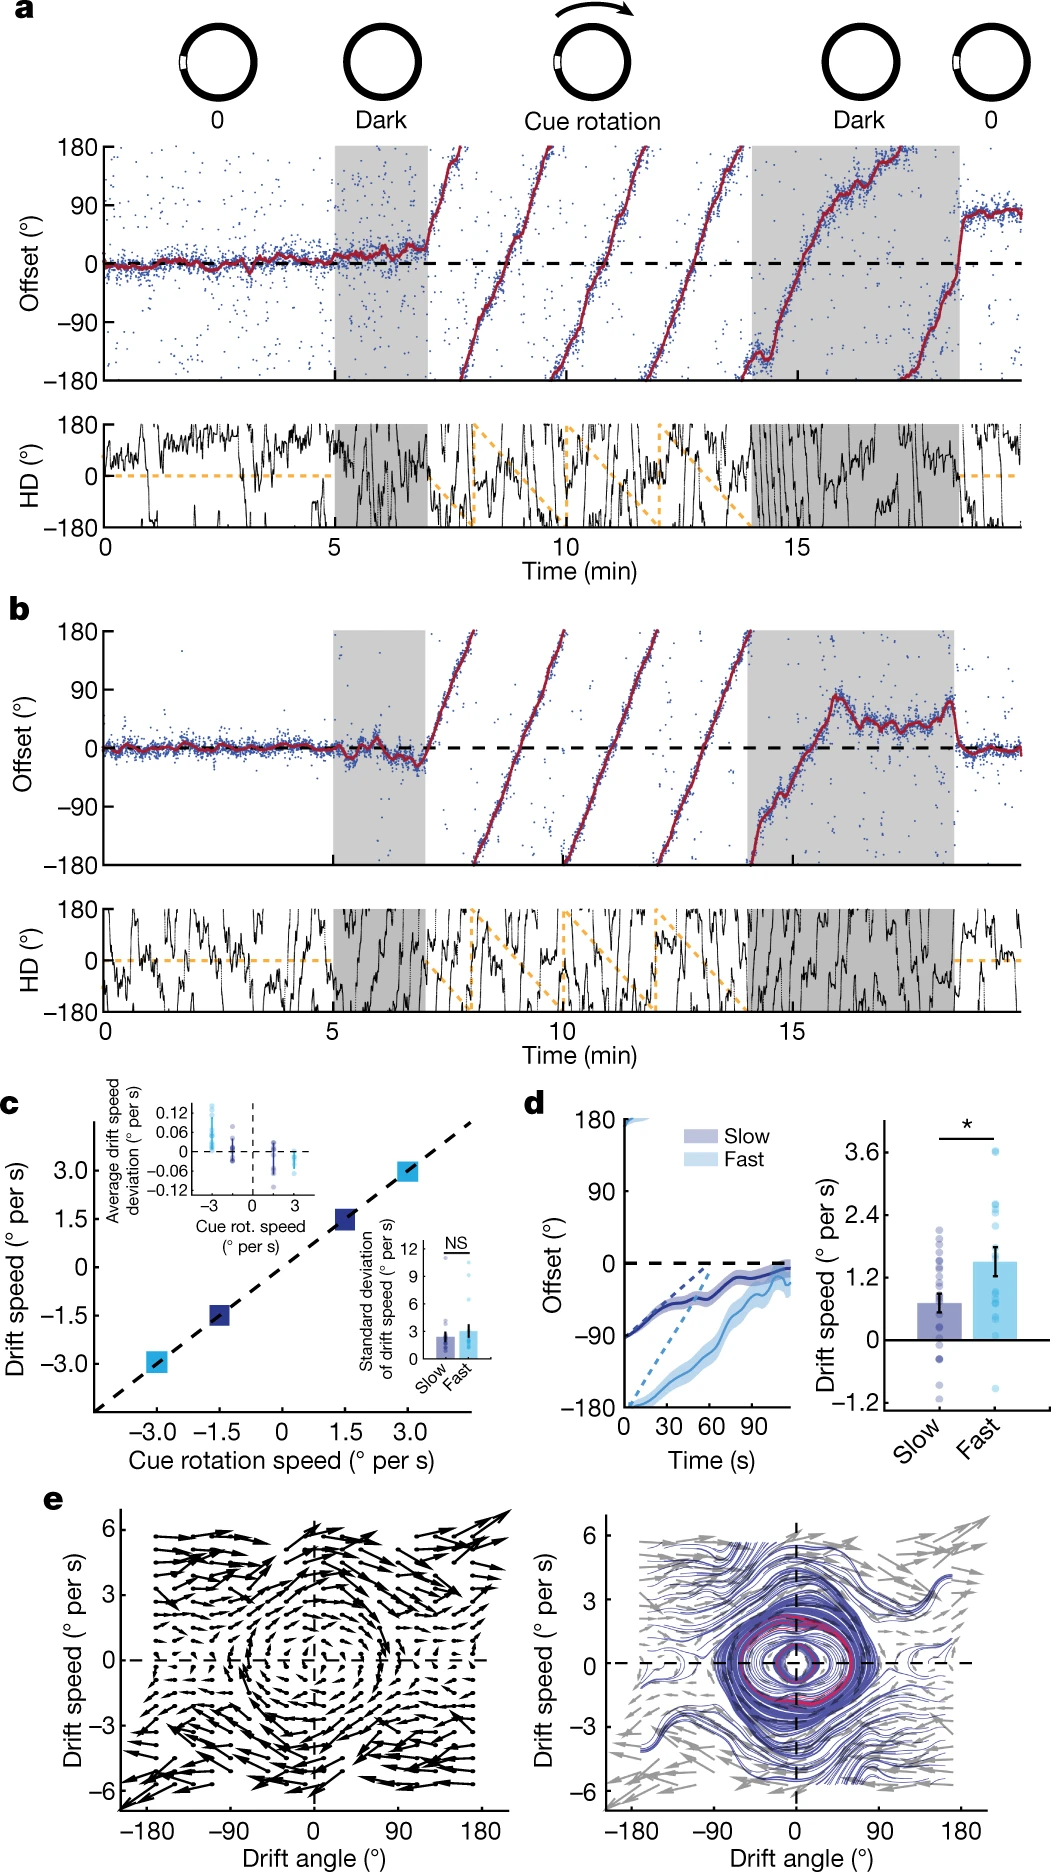 a
0 Dark Cue rotation Dark 0
180
90
0
−90
−180
Offset (°)
180
0
−180
HD (°)
0 5 10 15
Time (min)
b
180
90
0
−90
−180
Offset (°)
180
0
−180
HD (°)
0 5 10 15
Time (min)
c
Drift speed (° per s)
3.0
1.5
0
−1.5
−3.0
−3.0 −1.5 0 1.5 3.0
Cue rotation speed (° per s)
Average drift speed
deviation (° per s)
0.12
0.06
0
−0.06
−0.12
−3 0 3
Cue rot. speed
(° per s)
Standard deviation
of drift speed (° per s)
12
9
6
3
0
NS
Slow
Fast
d
180
90
0
−90
−180
Offset (°)
Slow
Fast
0 30 60 90
Time (s)
Drift speed (° per s)
3.6
2.4
1.2
0
−1.2
*
Slow
Fast
e
Drift speed (° per s)
6
3
0
−3
−6
−180 −90 0 90 180
Drift angle (°)
Drift speed (° per s)
6
3
0
−3
−6
−180 −90 0 90 180
Drift angle (°)